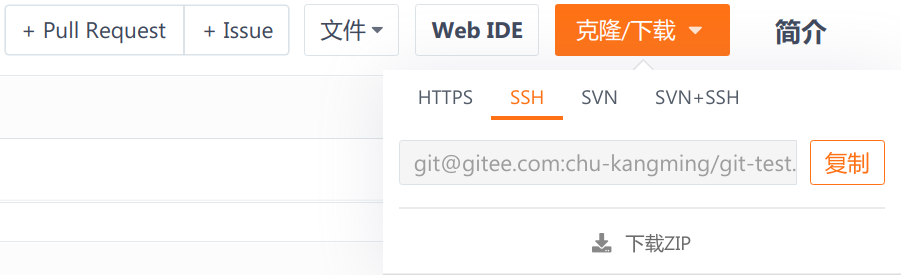 + Pull Request + Issue 文件 Web IDE 克隆/下载 简介
HTTPS SSH SVN SVN+SSH
git@gitee.com:chu-kangming/git-test. 复制
下载ZIP